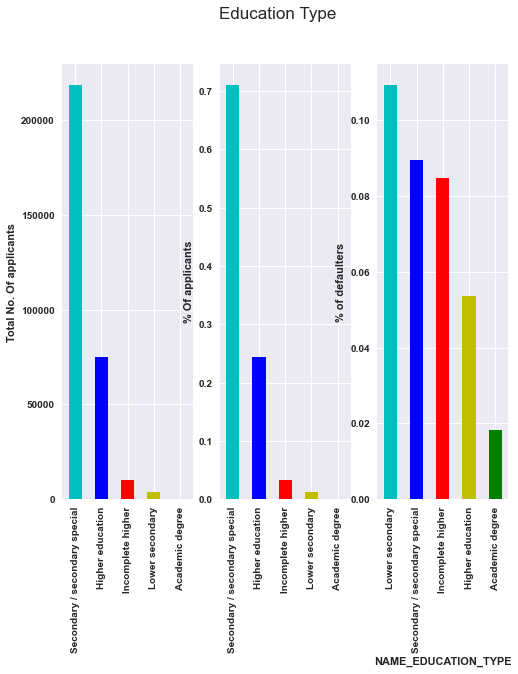 Education Type
Total No. Of applicants
200000
150000
100000
50000
0
Secondary / secondary special
Higher education
Incomplete higher
Lower secondary
Academic degree
% Of applicants
0.7
0.6
0.5
0.4
0.3
0.2
0.1
0.0
Secondary / secondary special
Higher education
Incomplete higher
Lower secondary
Academic degree
% of defaulters
0.10
0.08
0.06
0.04
0.02
0.00
Lower secondary
Secondary / secondary special
Incomplete higher
Higher education
Academic degree
NAME_EDUCATION_TYPE